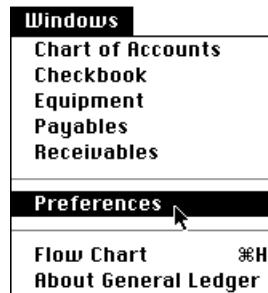 Windows
Chart of Accounts
Checkbook
Equipment
Payables
Receivables
Preferences
Flow Chart ⌘H
About General Ledger